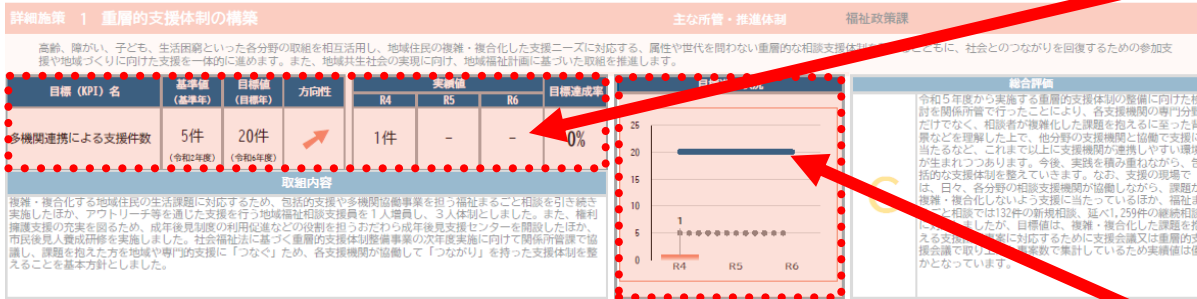 詳細施策 1 重層的支援体制の構築
主な所管・推進体制 福祉政策課
高齢、障がい、子ども、生活困窮といった各分野の取組を相互活用し、地域住民の複雑・複合化した支援ニーズに対応する、属性や世代を問わない重層的な相談支援体制を
とともに、社会とのつながりを回復するための参加支
援や地域づくりに向けた支援を一体的に進めます。また、地域共生社会の実現に向け、地域福祉計画に基づいた取組を推進します。
目標（KPI）名 基準値 （基準年） 目標値 （目標年） 方向性 実績値 R4 R5 R6 目標達成率
多機関連携による支援件数 5件 （令和2年度） 20件 （令和6年度） 1件 - - 0%
取組内容
複雑・複合化する地域住民の生活課題に対応するため、包括的支援や多機関協働事業を担う福祉まるごと相談を引き続き
実施したほか、アウトリーチ等を通じた支援を行う地域福祉相談支援員を１人増員し、３人体制としました。また、権利
擁護支援の充実を図るため、成年後見制度の利用促進などの役割を担うおだわら成年後見支援センターを開設したほか、
市民後見人養成研修を実施しました。社会福祉法に基づく重層的支援体制整備事業の次年度実施に向けて関係所管課で協
議し、課題を抱えた方を地域や専門的支援に「つなぐ」ため、各支援機関が協働して「つながり」を持った支援体制を整
えることを基本方針としました。
25
20
15
10
5
0
1
R4 R5 R6
総合評価
C
令和５年度から実施する重層的支援体制の整備に向けた検
討を関係所管で行ったことにより、各支援機関の専門分野
だけでなく、相談者が複雑化した課題を抱えるに至った背
景などを理解した上で、他分野の支援機関と協働で支援に
当たるなど、これまで以上に支援機関が連携しやすい環境
が生まれつつあります。今後、実践を積み重ねながら、包
括的な支援体制を整えていきます。なお、支援の現場で
は、日々、各分野の相談支援機関が協働しながら、課題が
複雑・複合化しないよう支援に当たっているほか、福祉ま
ごと相談では132件の新規相談、延べ1,259件の継続相談
に対応しましたが、目標値は、複雑・複合化した課題を抱
える支援
事案に対応するために支援会議又は重層的支
援会議で取り上
事案数で集計しているため実績値は僅
かとなっています。